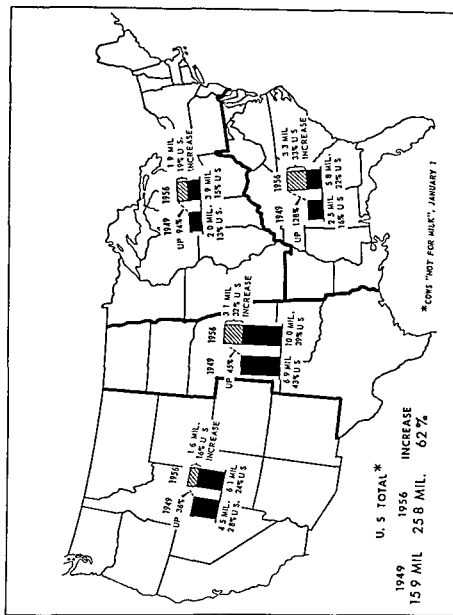 1949 1956
UP 36%
1.6 MIL
16% U S
INCREASE
4.5 MIL. 6.1 MIL
28% U.S. 24% U S
1949 1956
UP 45%
3.1 MIL
32% U S
INCREASE
6.9 MIL 10.0 MIL.
43% U S 39% U S
1949 1956
UP 94%
1.9 MIL
19% U.S.
INCREASE
2.0 MIL 3.9 MIL
13% U S 15% U S
1949 1956
UP 128%
3.3 MIL
33% U S
INCREASE
2.5 MIL 5.8 MIL.
16% U S 22% U S
U. S TOTAL*
1949 1956 INCREASE
15 9 MIL 25 8 MIL. 62 %
*COWS "NOT FOR MILK", JANUARY 1